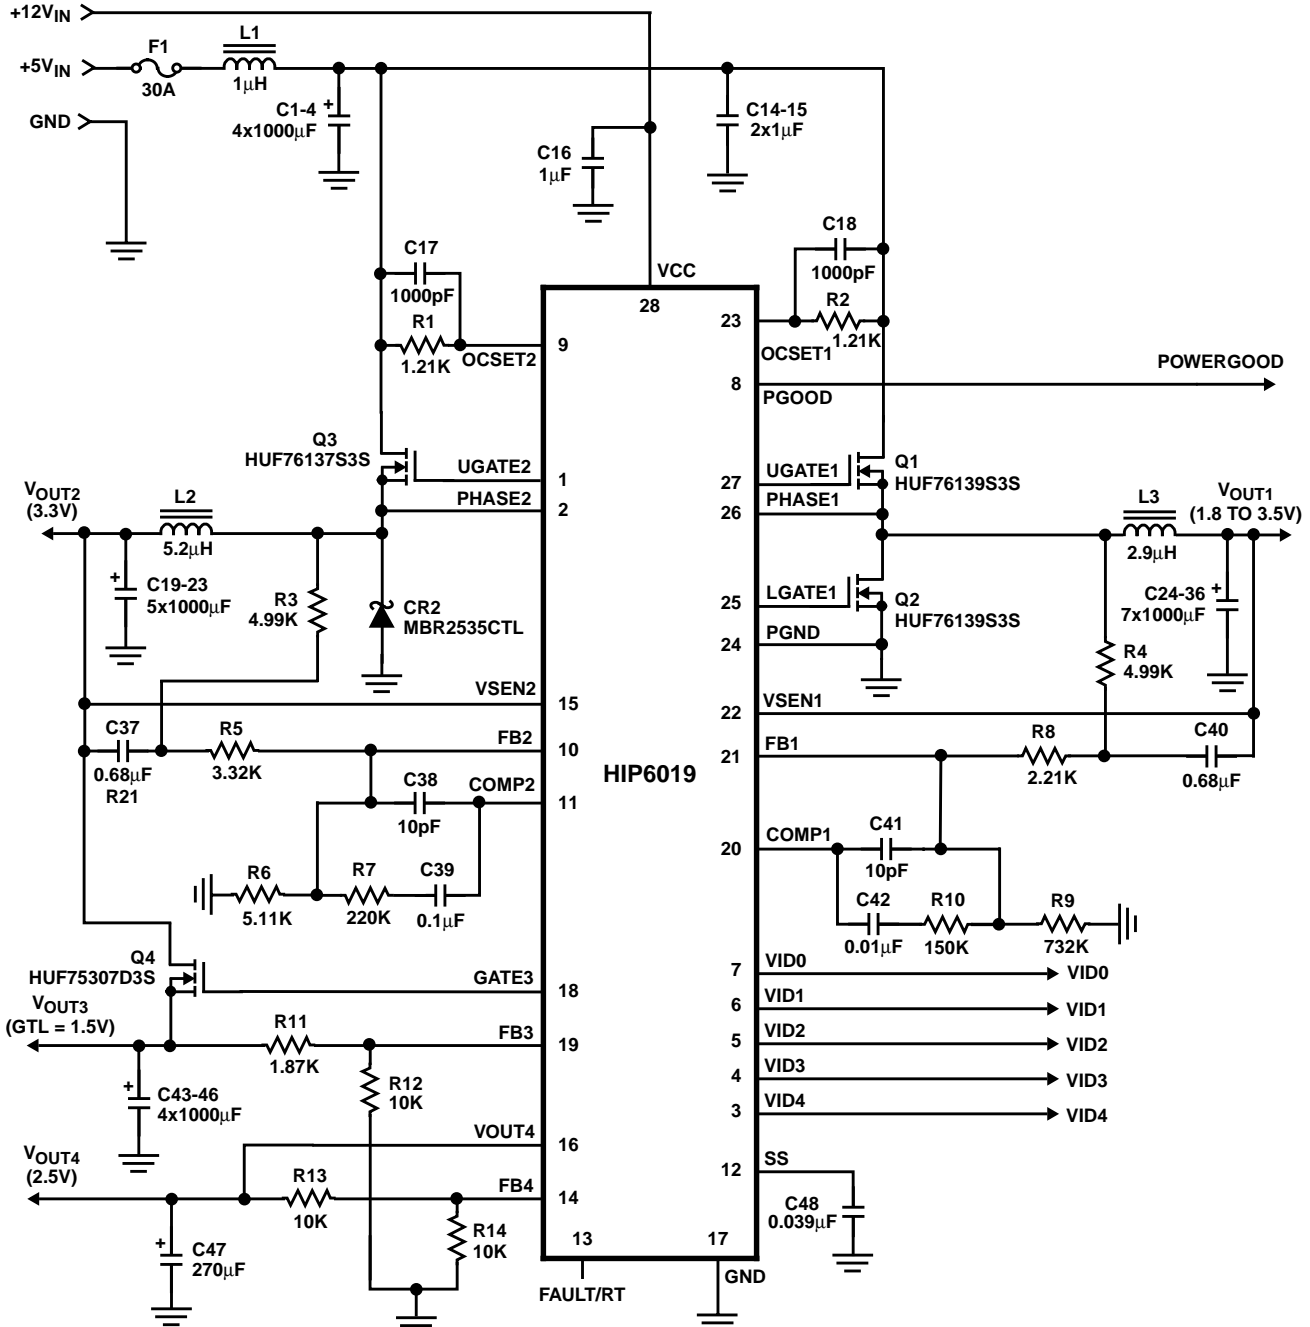 +12VIN
F1
L1
+5VIN
30A
1μH
GND
C1-4
4x1000μF
+
C14-15
2x1μF
C16
1μF
C17
1000pF
C18
1000pF
VCC
28
R1
1.21K
OCSET2
9
23
R2
1.21K
OCSET1
8
PGOOD
POWERGOOD
Q3
HUF76137S3S
UGATE2
1
PHASE2
2
27
UGATE1
Q1
HUF76139S3S
26
PHASE1
VOUT2
(3.3V)
L2
5.2μH
L3
2.9μH
VOUT1
(1.8 TO 3.5V)
+
C19-23
5x1000μF
R3
4.99K
CR2
MBR2535CTL
25
LGATE1
Q2
HUF76139S3S
24
PGND
C24-36
7x1000μF
+
R4
4.99K
VSEN2
15
22
VSEN1
C37
0.68μF
R21
R5
3.32K
FB2
10
21
FB1
R8
2.21K
C40
0.68μF
HIP6019
C38
10pF
COMP2
11
20
COMP1
C41
10pF
R6
5.11K
R7
220K
C39
0.1μF
C42
0.01μF
R10
150K
R9
732K
Q4
HUF75307D3S
GATE3
18
7
VID0
VID0
6
VID1
VID1
5
VID2
VID2
4
VID3
VID3
3
VID4
VID4
VOUT3
(GTL = 1.5V)
R11
1.87K
FB3
19
R12
10K
+
C43-46
4x1000μF
VOUT4
16
VOUT4
(2.5V)
R13
10K
FB4
14
R14
10K
+
C47
270μF
12
SS
C48
0.039μF
13
17
FAULT/RT
GND